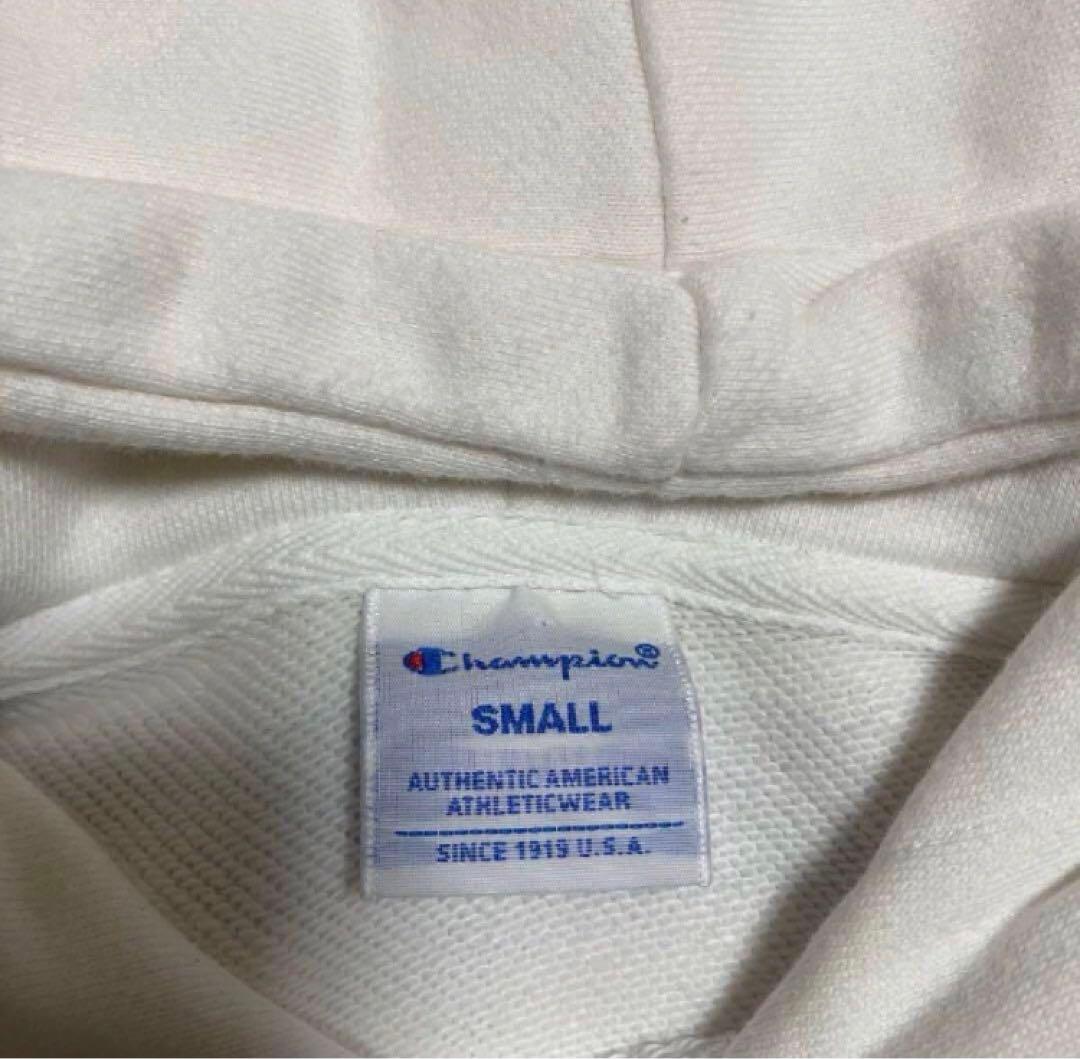 Champion®
SMALL
AUTHENTIC AMERICAN
ATHLETICWEAR
SINCE 1919 U.S.A.